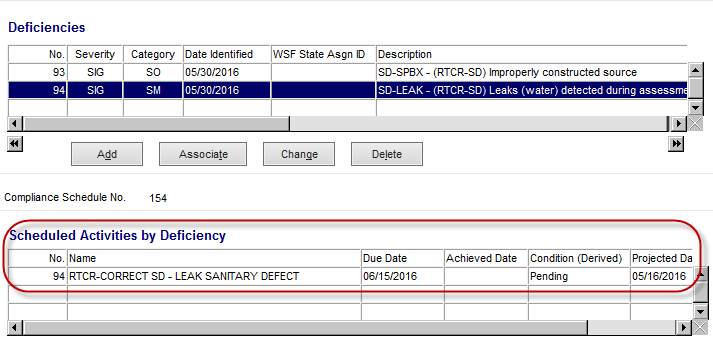 Deficiencies
No. Severity Category Date Identified WSF State Asgn ID Description
93 SIG SO 05/30/2016 SD-SPBX - (RTCR-SD) Improperly constructed source
94 SIG SM 05/30/2016 SD-LEAK - (RTCR-SD) Leaks (water) detected during assessme
Add Associate Change Delete
Compliance Schedule No. 154
Scheduled Activities by Deficiency
No. Name Due Date Achieved Date Condition (Derived) Projected Da
94 RTCR-CORRECT SD - LEAK SANITARY DEFECT 06/15/2016 Pending 05/16/2016